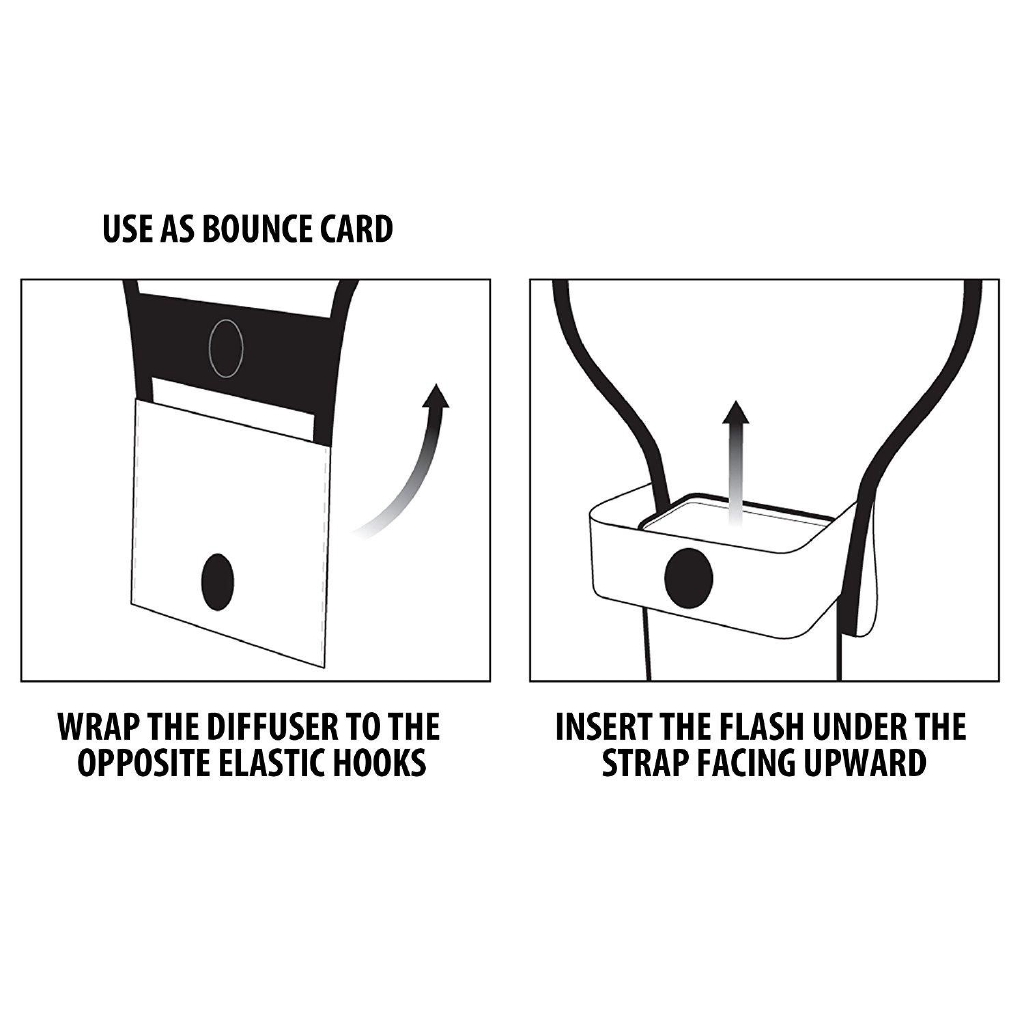 USE AS BOUNCE CARD
WRAP THE DIFFUSER TO THE
OPPOSITE ELASTIC HOOKS
INSERT THE FLASH UNDER THE
STRAP FACING UPWARD